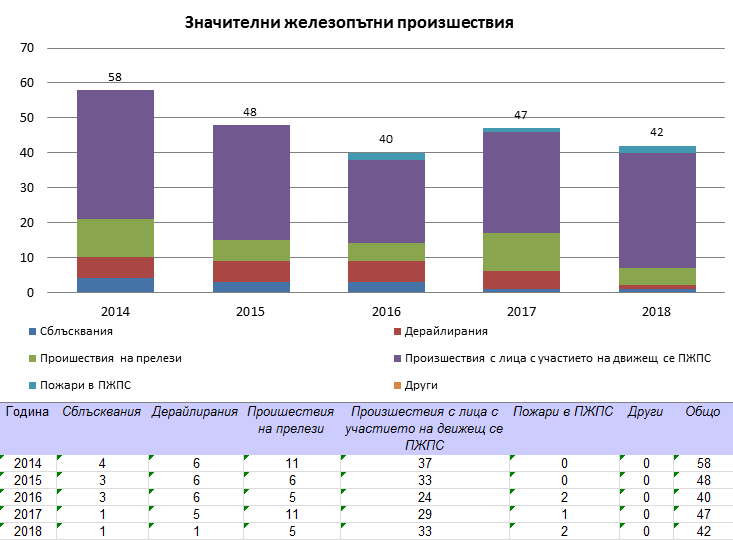 Значителни железопътни произшествия
70
60
50
40
30
20
10
0
58
48
40
47
42
2014 2015 2016 2017 2018
Сблъсквания Дерайлирания
Проишествия на прелези Произшествия с лица с участието на движещ се ПЖПС
Пожари в ПЖПС Други
Година Сблъсквания Дерайлирания Проишествия Произшествия с лица с Пожари в ПЖПС Други Общо
на прелези участието на движещ се
ПЖПС
2014 4 6 11 37 0 0 58
2015 3 6 6 33 0 0 48
2016 3 6 5 24 2 0 40
2017 1 5 11 29 1 0 47
2018 1 1 5 33 2 0 42